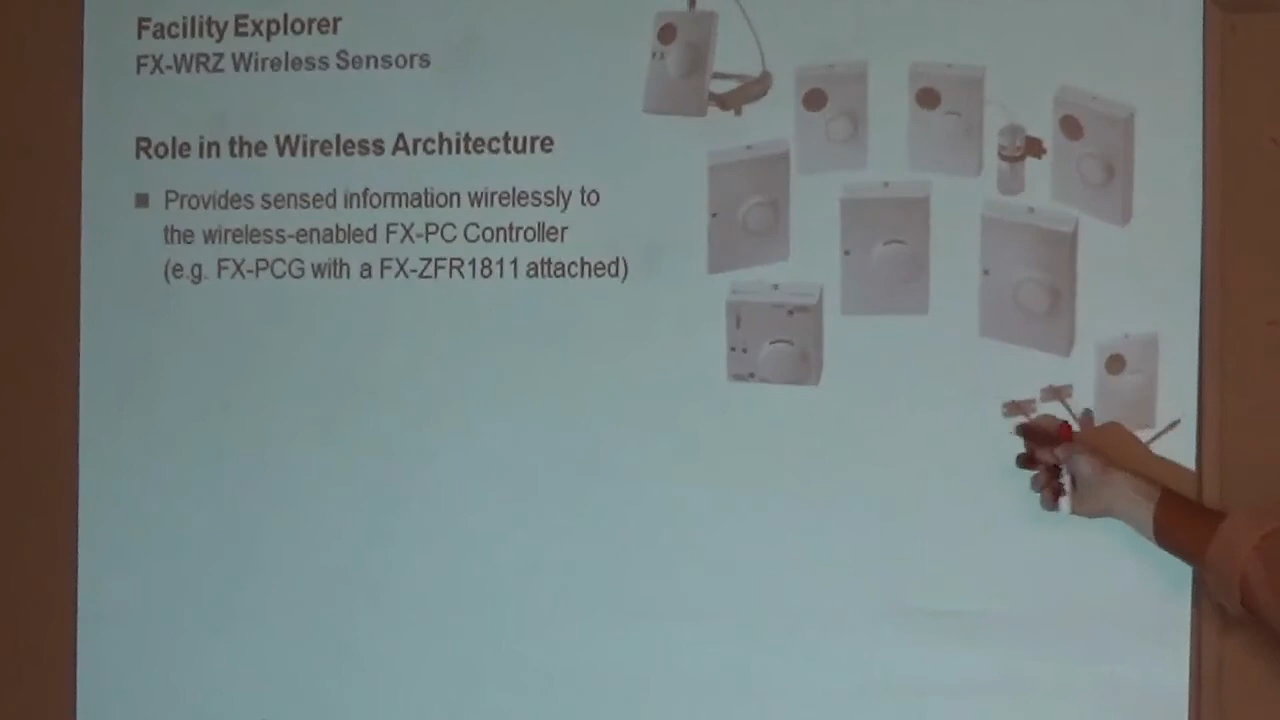 Facility Explorer
FX-WRZ Wireless Sensors
Role in the Wireless Architecture
Provides sensed information wirelessly to
the wireless-enabled FX-PC Controller
(e.g. FX-PCG with a FX-ZFR1811 attached)